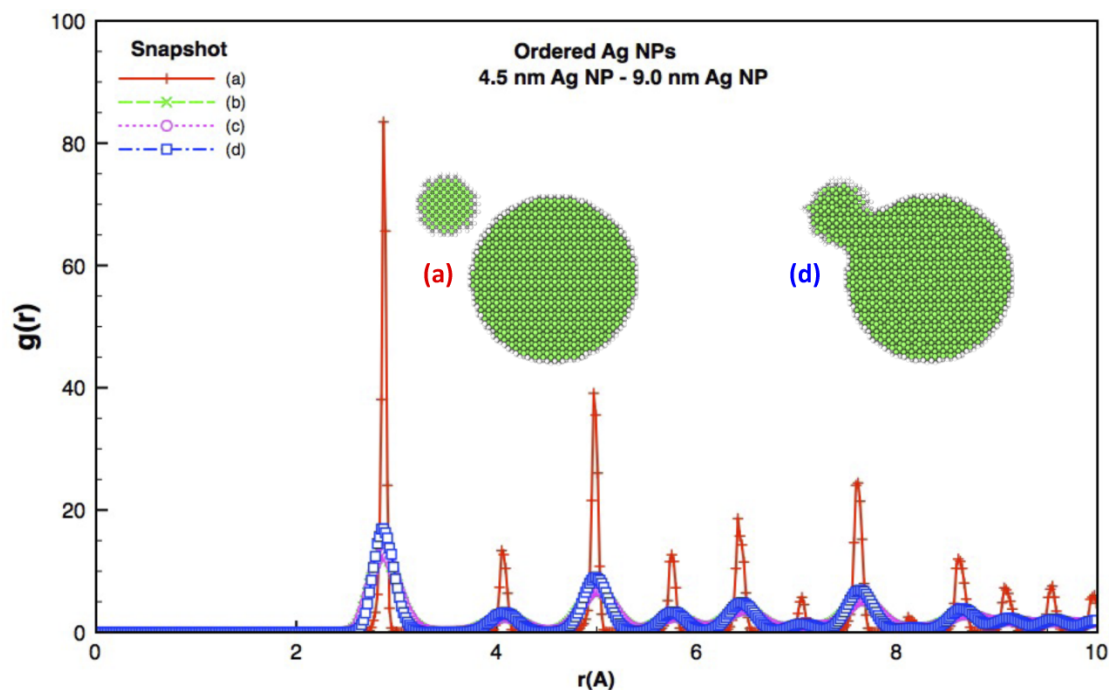 100
80
60
40
20
0
g(r)
Snapshot
(a)
(b)
(c)
(d)
Ordered Ag NPs
4.5 nm Ag NP - 9.0 nm Ag NP
(a)
(d)
0 2 4 6 8 10
r(A)